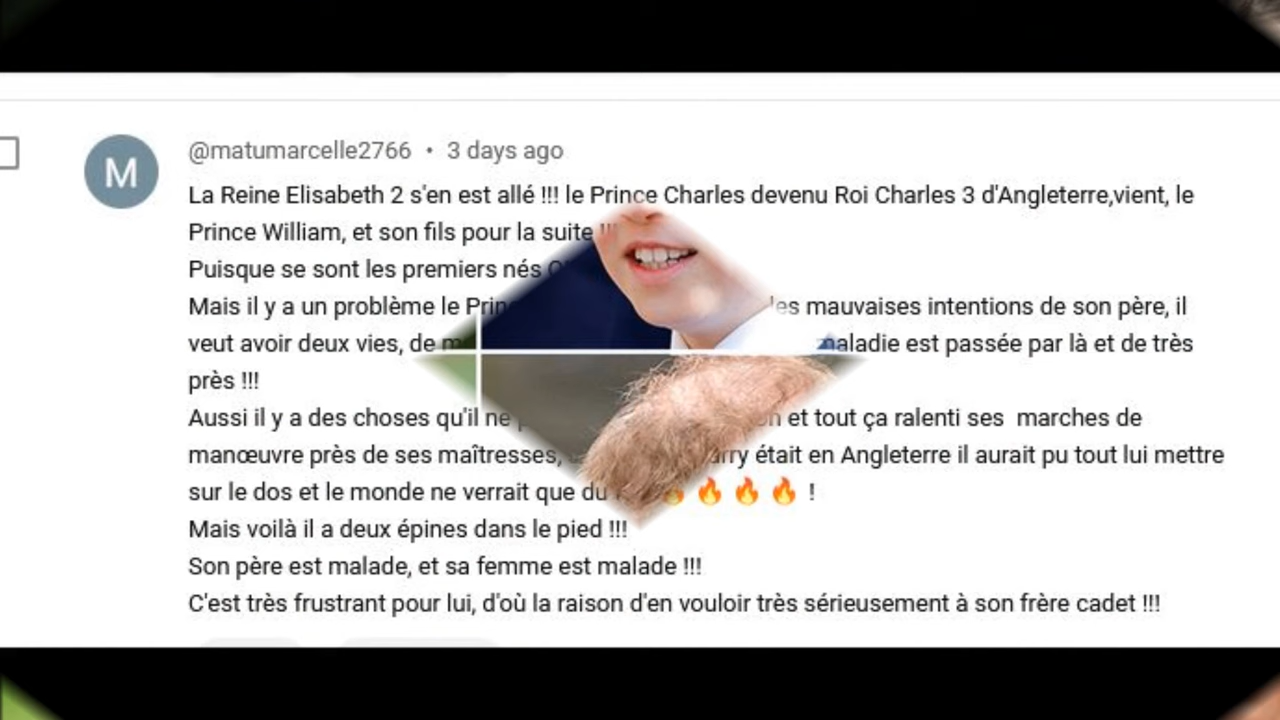 M
@matumarcelle2766 • 3 days ago
La Reine Elisabeth 2 s'en est allé !!! le Prince Charles devenu Roi Charles 3 d'Angleterre,vient, le
Prince William, et son fils pour la suite
Puisque se sont les premiers nés
Mais il y a un problème le mauvaises intentions de son père, il
veut avoir deux vies, de maladie est passée par là et de très
près !!!
Aussi il y a des choses qu'il ne et tout ça ralenti ses marches de
manœuvre près de ses maîtresses, était en Angleterre il aurait pu tout lui mettre
sur le dos et le monde ne verrait que du 🔥 🔥 🔥 !
Mais voilà il a deux épines dans le pied !!!
Son père est malade, et sa femme est malade !!!
C'est très frustrant pour lui, d'où la raison d'en vouloir très sérieusement à son frère cadet !!!